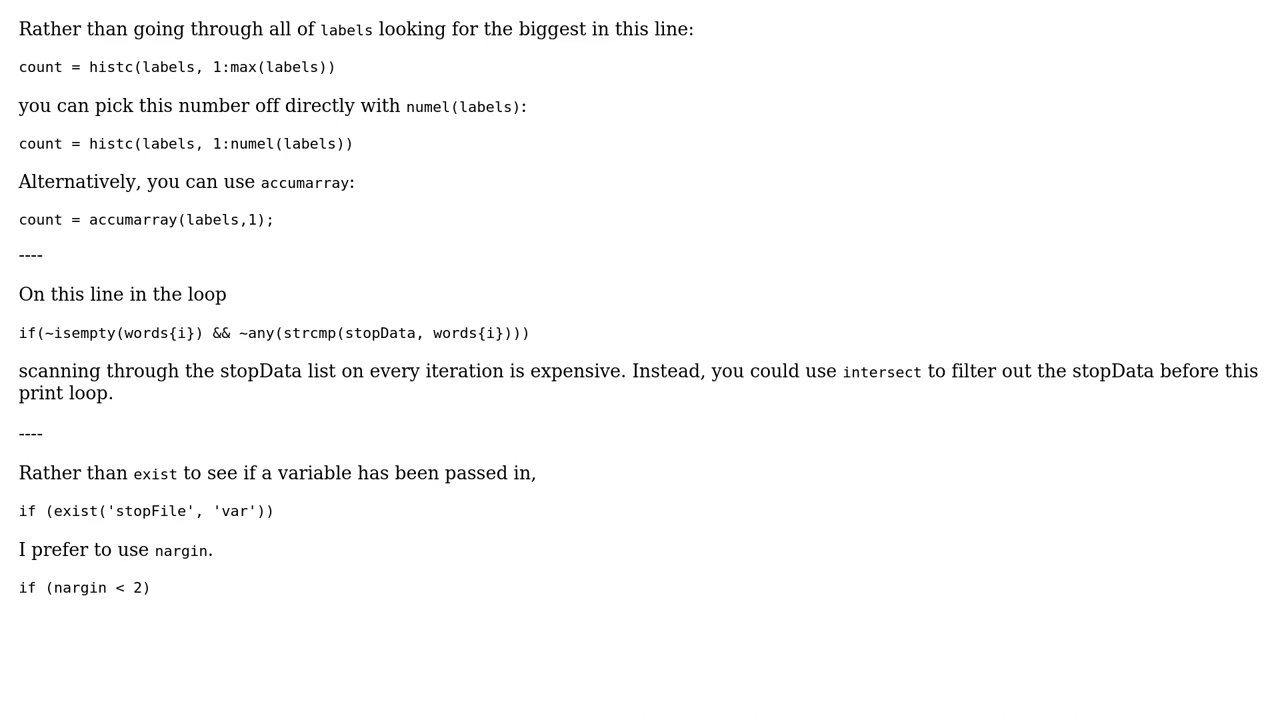 Rather than going through all of labels looking for the biggest in this line:
count = histc(labels, 1:max(labels))
you can pick this number off directly with numel(labels):
count = histc(labels, 1:numel(labels))
Alternatively, you can use accumarray:
count = accumarray(labels,1);
----
On this line in the loop
if(~isempty(words{i}) && ~any(strcmp(stopData, words{i})))
scanning through the stopData list on every iteration is expensive. Instead, you could use intersect to filter out the stopData before this
print loop.
----
Rather than exist to see if a variable has been passed in,
if (exist('stopFile', 'var'))
I prefer to use nargin.
if (nargin < 2)